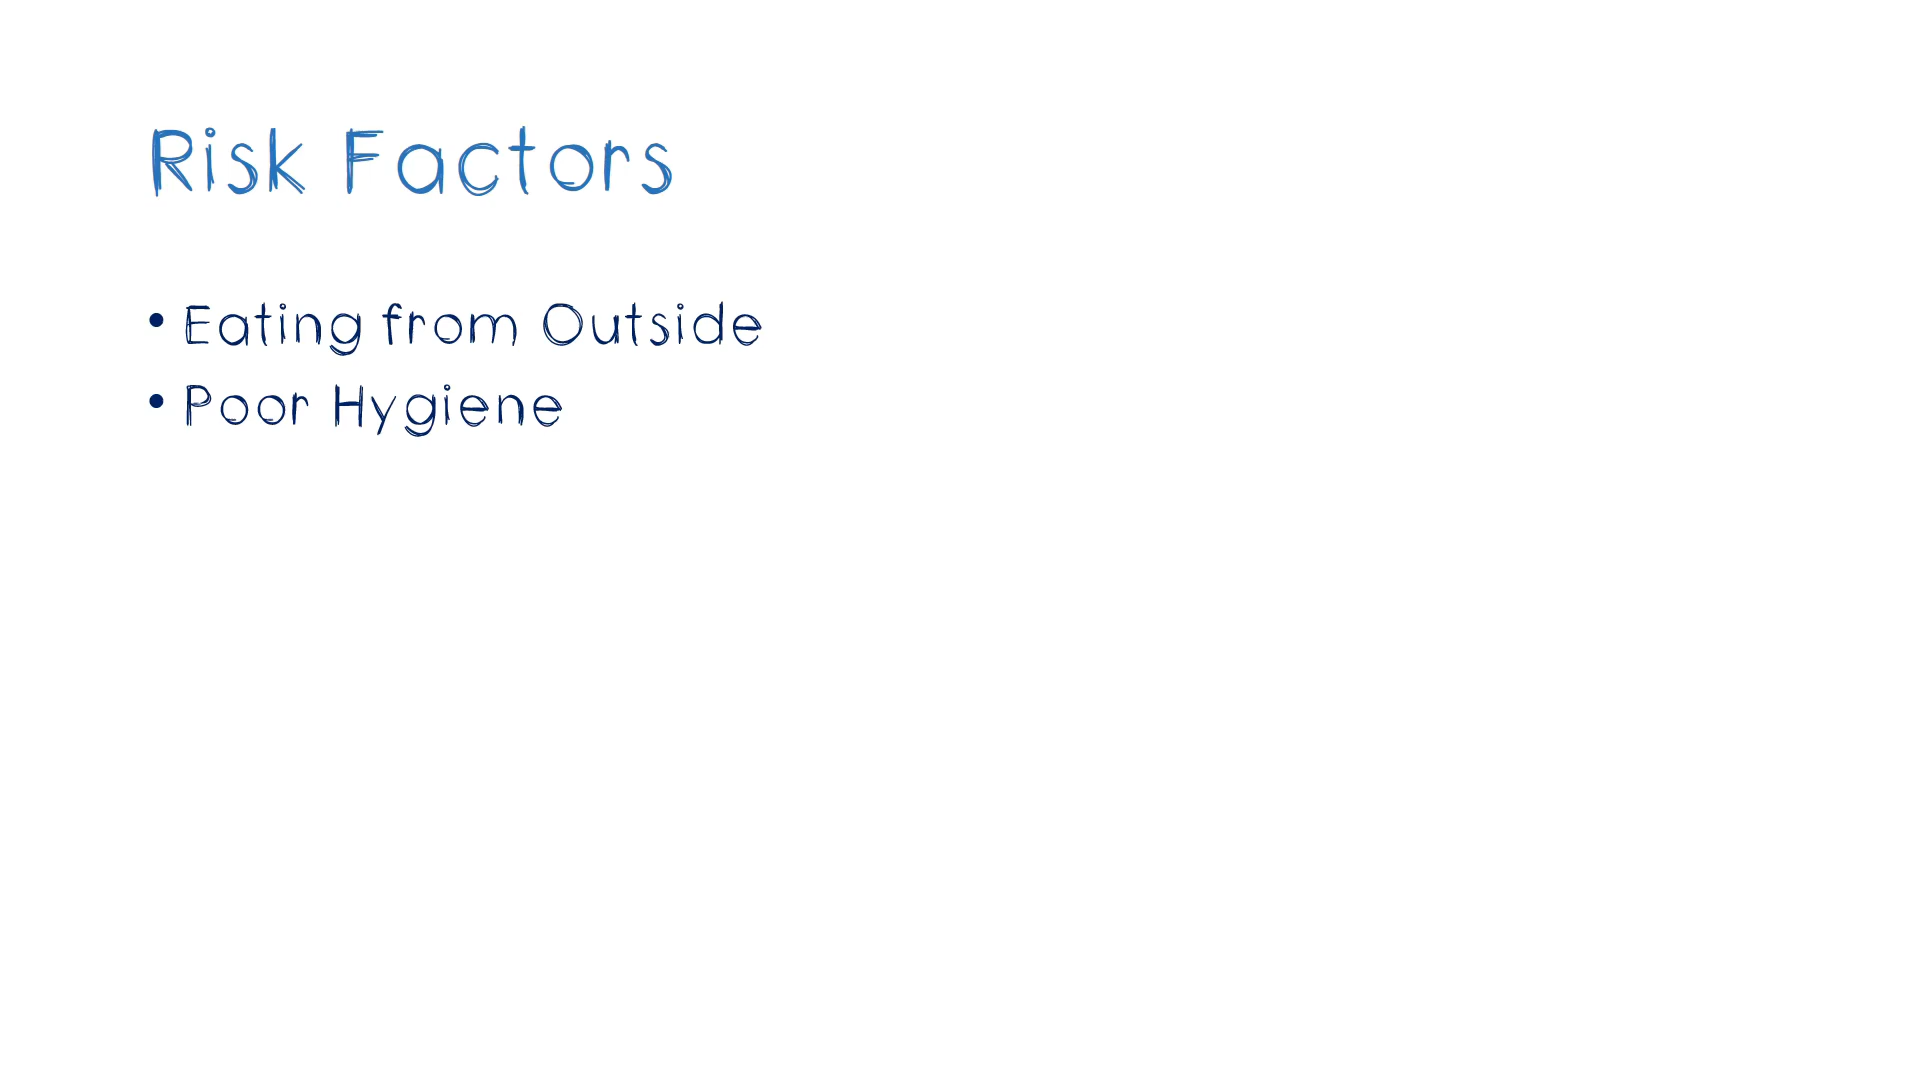 Risk Factors
• Eating from Outside
• Poor Hygiene